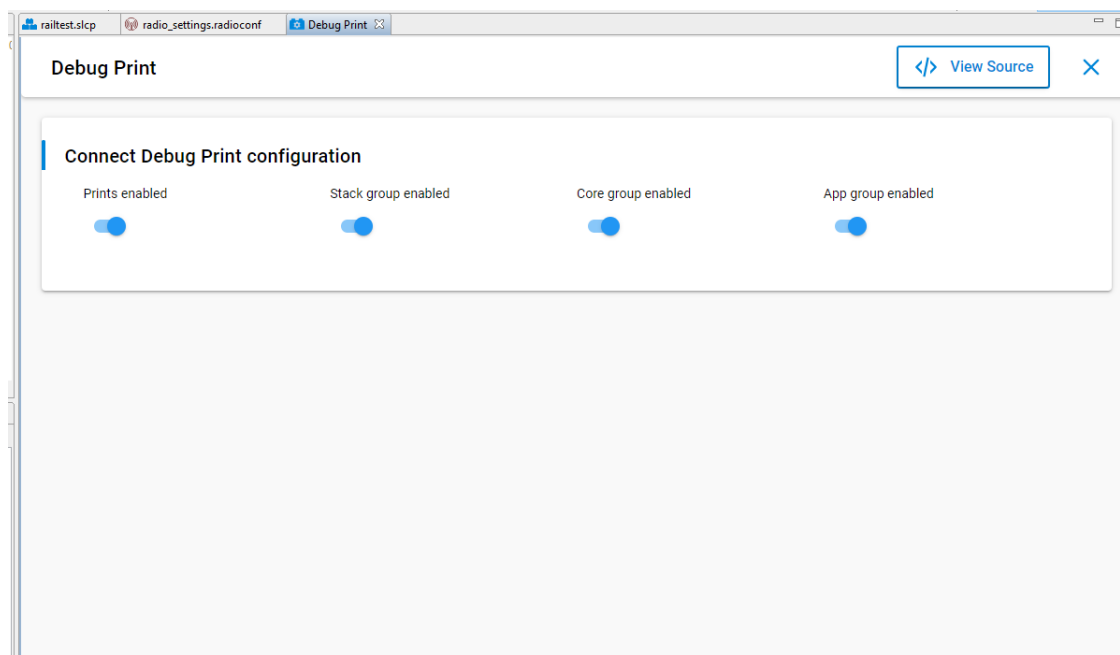 railtest.slcp radio_settings.radioconf Debug Print
Debug Print
</> View Source
Connect Debug Print configuration
Prints enabled Stack group enabled Core group enabled App group enabled